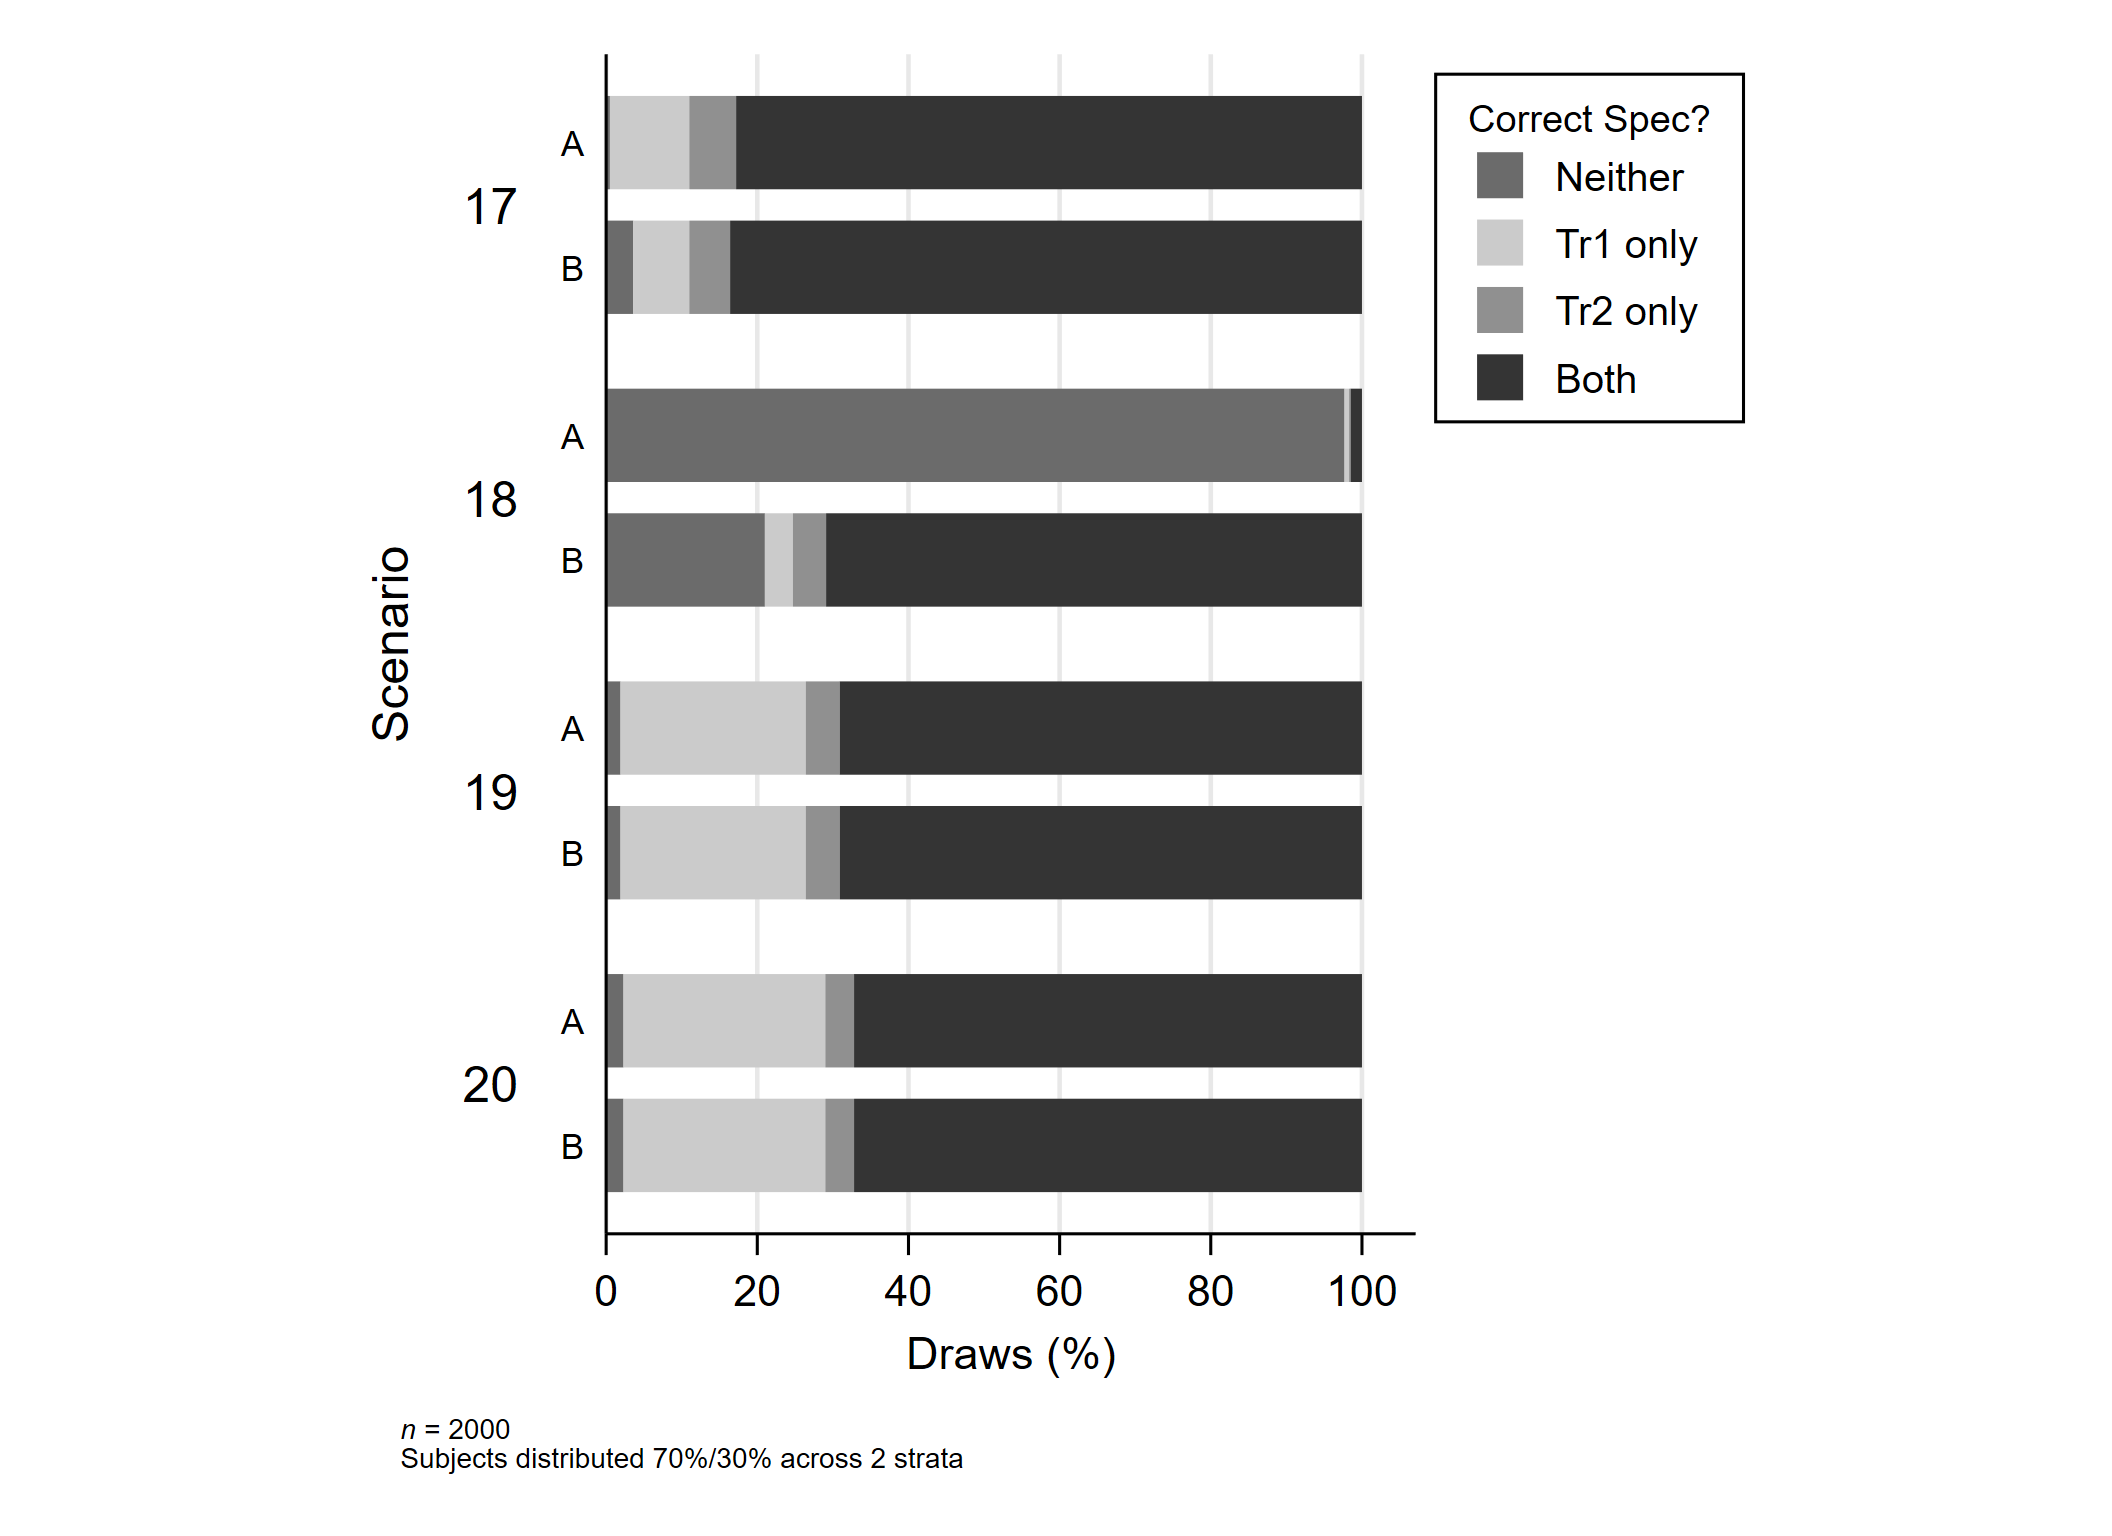 Correct Spec?
Neither
Tr1 only
Tr2 only
Both
Scenario
17
A
B
18
A
B
19
A
B
20
A
B
0 20 40 60 80 100
Draws (%)
n = 2000
Subjects distributed 70%/30% across 2 strata